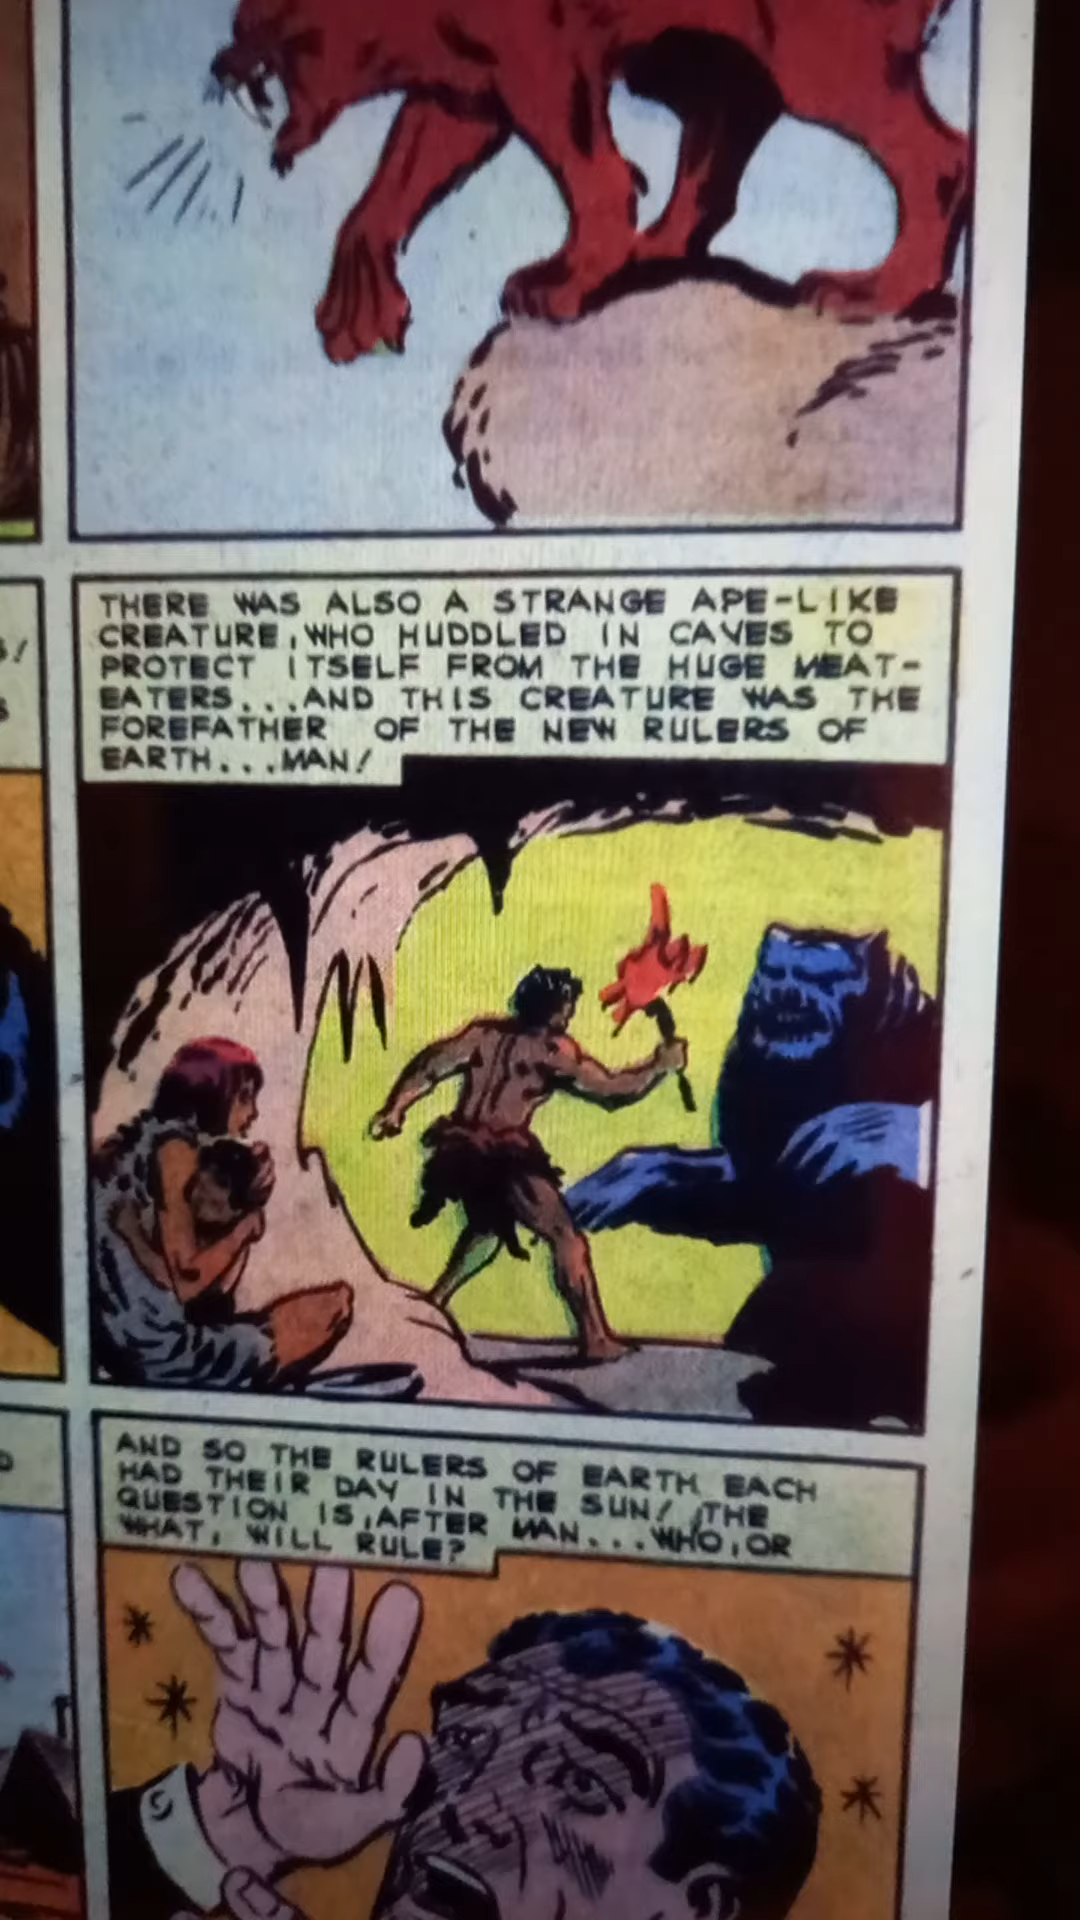 THERE WAS ALSO A STRANGE APE-LIKE
CREATURE, WHO HUDDLED IN CAVES TO
PROTECT ITSELF FROM THE HUGE MEAT-
EATERS...AND THIS CREATURE WAS THE
FOREFATHER OF THE NEW RULERS OF
EARTH...MAN!
AND SO THE RULERS OF EARTH EACH
HAD THEIR DAY IN THE SUN! THE
QUESTION IS, AFTER MAN...WHO, OR
WHAT, WILL RULE?